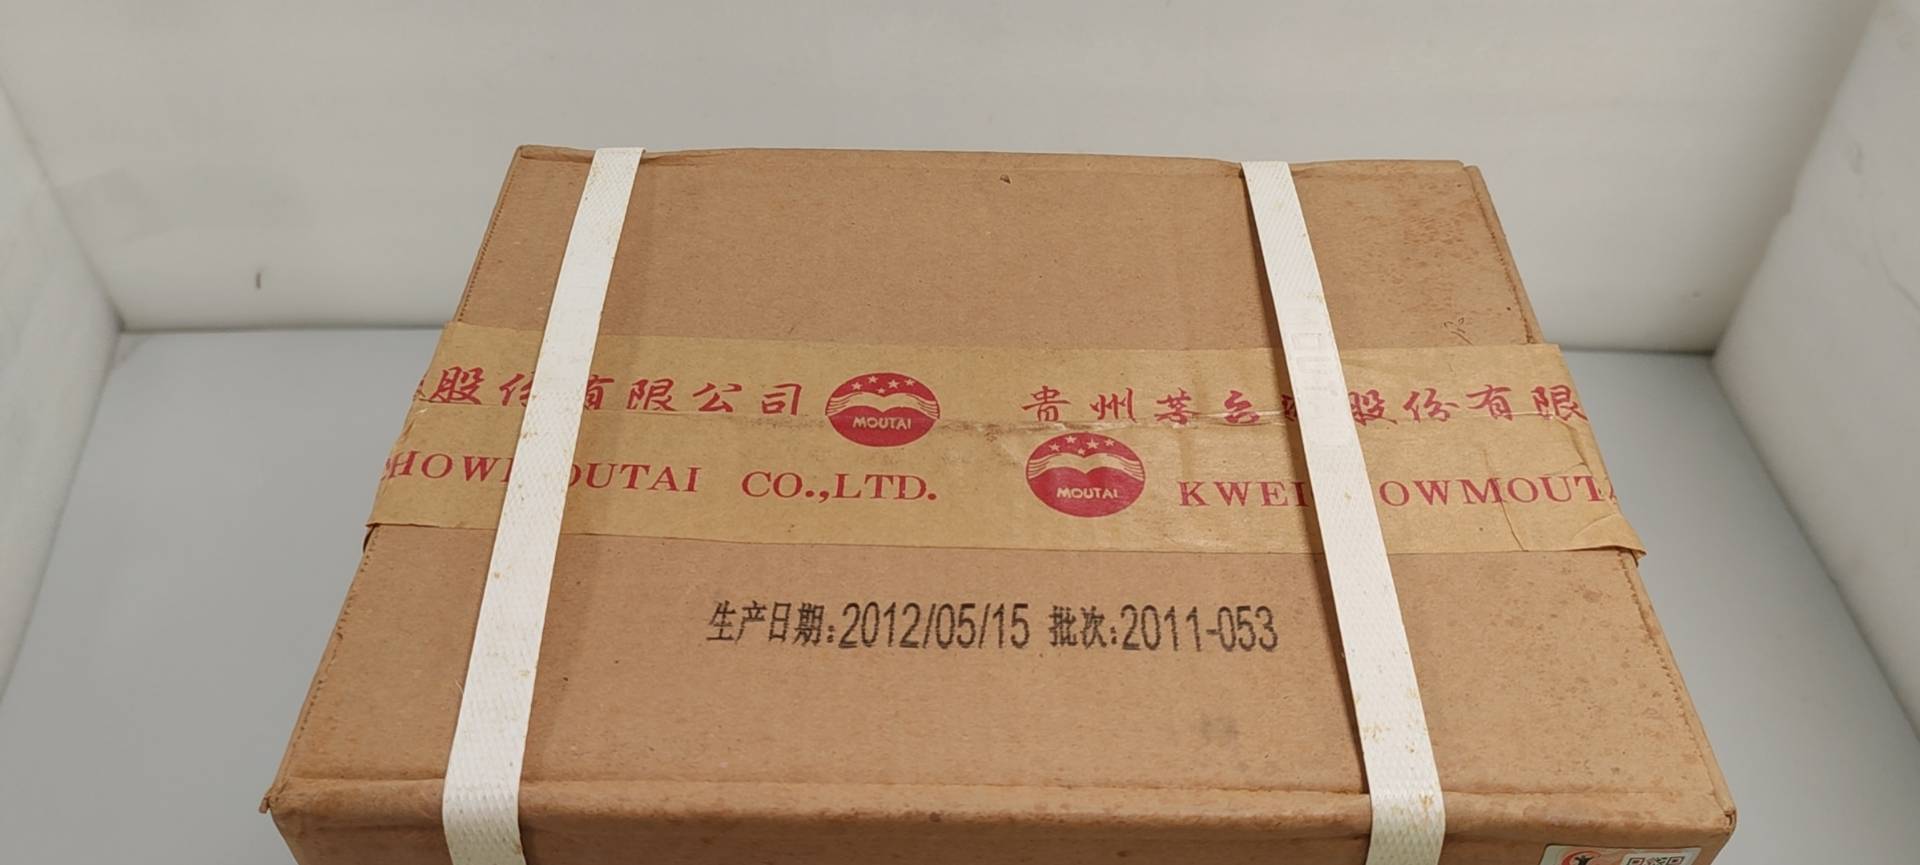 股份有限公司 MOUTAI 贵州茅台 股份有限
HOW OUTAI CO.,LTD. MOUTAI KWEI OWMOUT
生产日期:2012/05/15 批次:2011-053